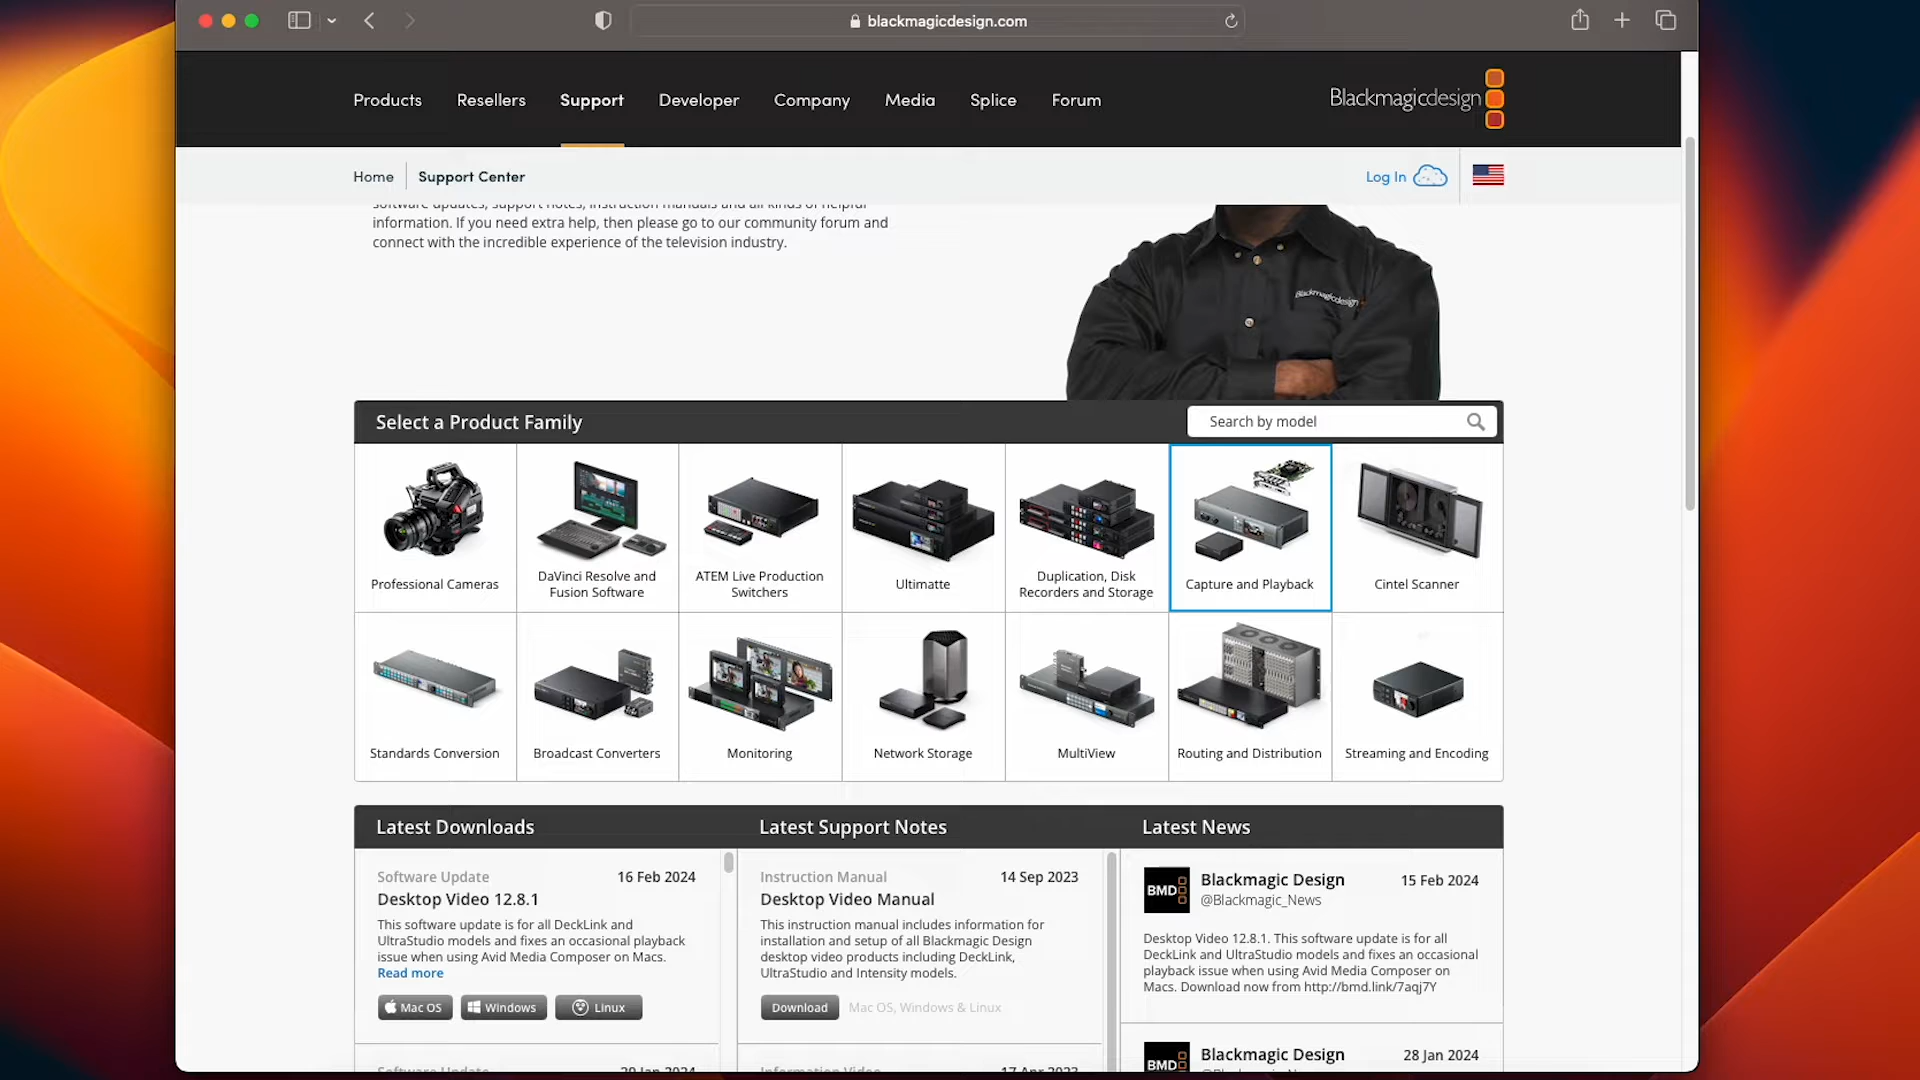 blackmagicdesign.com
Products Resellers Support Developer Company Media Splice Forum
Blackmagicdesign
Home Support Center
Log In
software updates, support notes, instruction manuals and all kinds of helpful
information. If you need extra help, then please go to our community forum and
connect with the incredible experience of the television industry.
Blackmagicdesign
Select a Product Family
Search by model
Professional Cameras
DaVinci Resolve and
Fusion Software
ATEM Live Production
Switchers
Ultimatte
Duplication, Disk
Recorders and Storage
Capture and Playback
Cintel Scanner
Standards Conversion
Broadcast Converters
Monitoring
Network Storage
MultiView
Routing and Distribution
Streaming and Encoding
Latest Downloads
Software Update 16 Feb 2024
Desktop Video 12.8.1
This software update is for all DeckLink and
UltraStudio models and fixes an occasional playback
issue when using Avid Media Composer on Macs.
Read more
Mac OS Windows Linux
Software Update 29 Jan 2024
Latest Support Notes
Instruction Manual 14 Sep 2023
Desktop Video Manual
This instruction manual includes information for
installation and setup of all Blackmagic Design
desktop video products including DeckLink,
UltraStudio and Intensity models.
Download Mac OS, Windows & Linux
Information Video 17 Apr 2023
Latest News
BMD
Blackmagic Design 15 Feb 2024
@Blackmagic_News
Desktop Video 12.8.1. This software update is for all
DeckLink and UltraStudio models and fixes an occasional
playback issue when using Avid Media Composer on
Macs. Download now from http://bmd.link/7aqj7Y
BMD
Blackmagic Design 28 Jan 2024